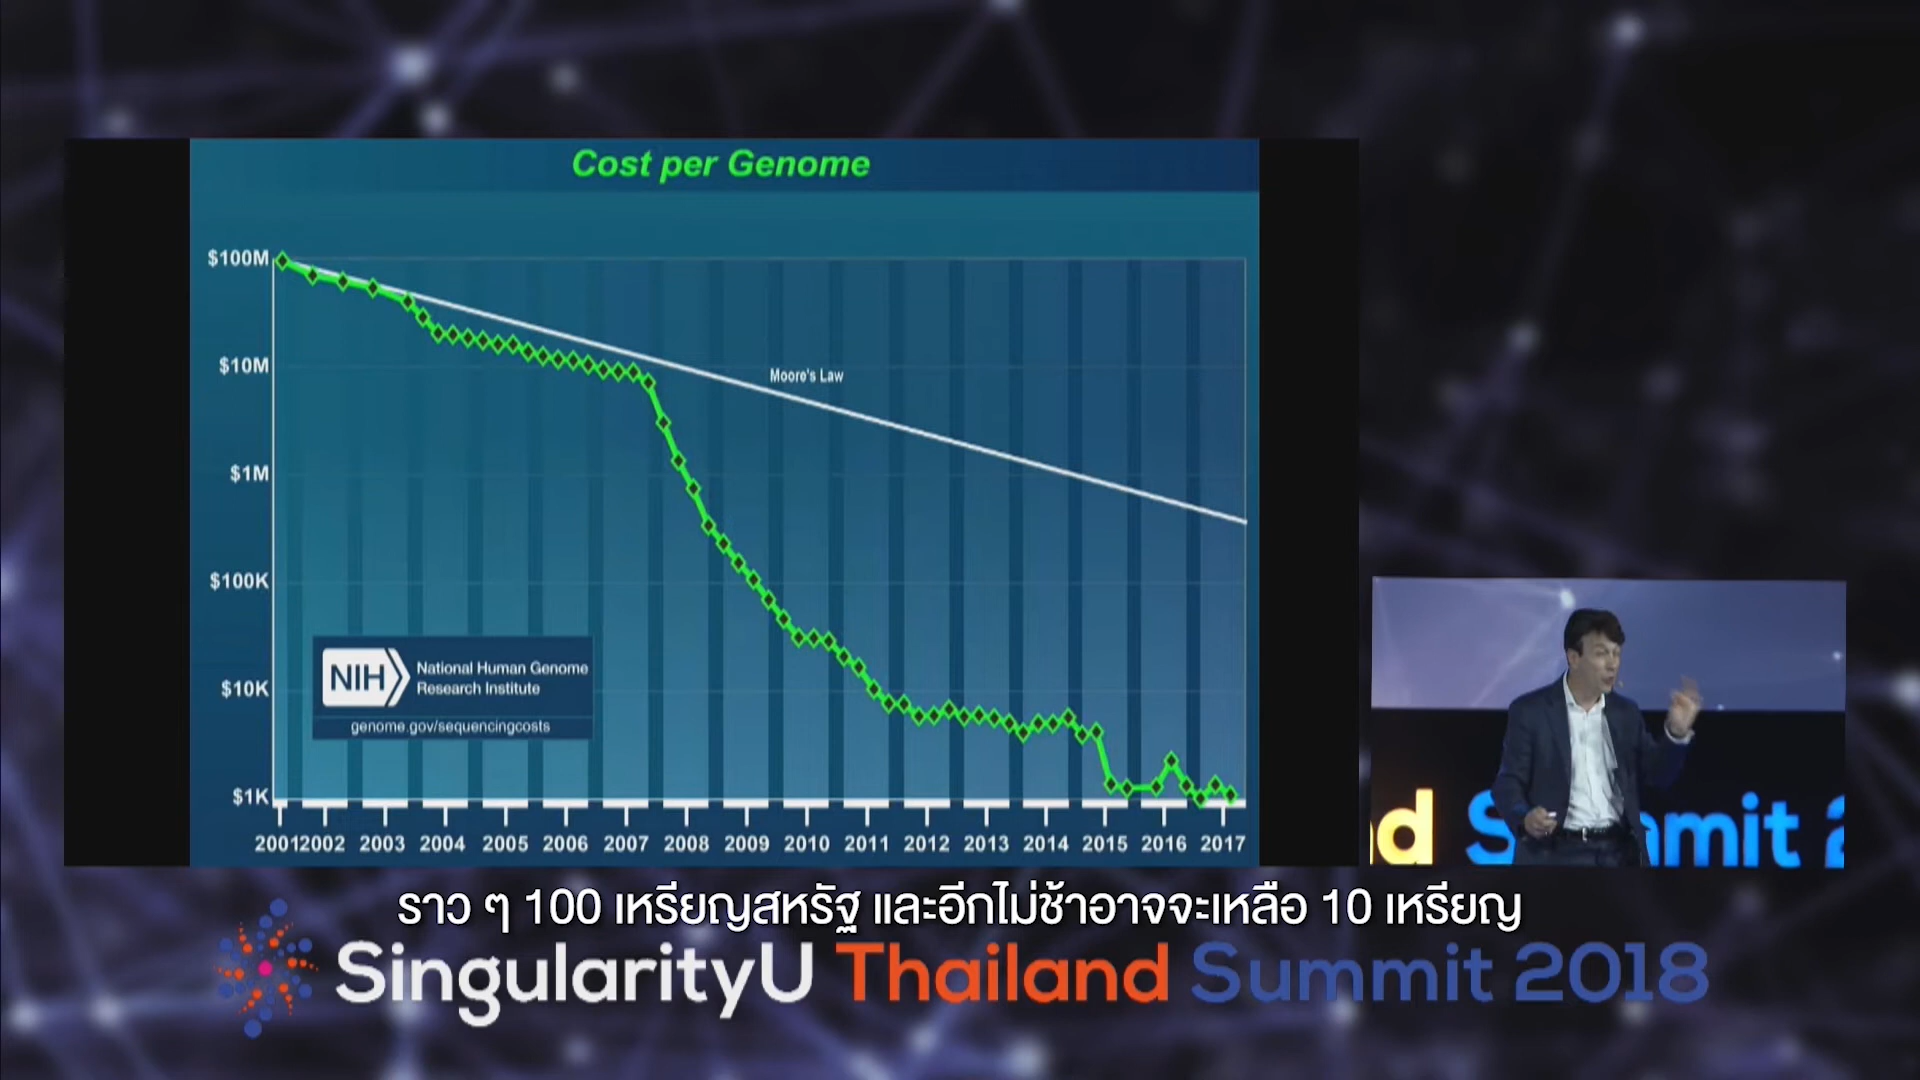 Cost per Genome
$100M
$10M
$1M
$100K
$10K
$1K
Moore's Law
NIH
National Human Genome
Research Institute
genome.gov/sequencingcosts
2001 2002 2003 2004 2005 2006 2007 2008 2009 2010 2011 2012 2013 2014 2015 2016 2017
ราว ๆ 100 เหรียญสหรัฐ และอีกไม่ช้าอาจจะเหลือ 10 เหรียญ
SingularityU Thailand Summit 2018